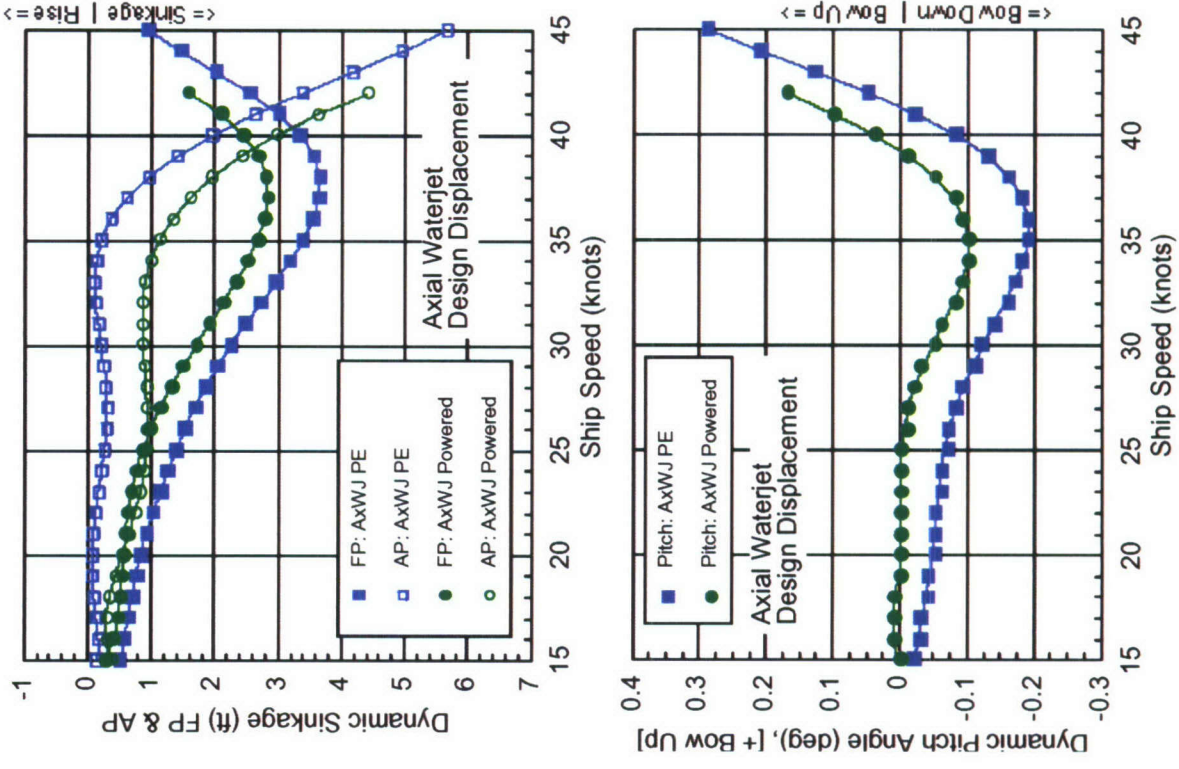 <= Sinkage | Rise =>
-1
0
1
2
3
4
5
6
7
Dynamic Sinkage (ft) FP & AP
Axial Waterjet
Design Displacement
FP: AxWJ PE
AP: AxWJ PE
FP: AxWJ Powered
AP: AxWJ Powered
15
20
25
30
35
40
45
Ship Speed (knots)
<= Bow Down | Bow Up =>
0.4
0.3
0.2
0.1
0
-0.1
-0.2
-0.3
Dynamic Pitch Angle (deg), [+ Bow Up]
Pitch: AxWJ PE
Pitch: AxWJ Powered
Axial Waterjet
Design Displacement
15
20
25
30
35
40
45
Ship Speed (knots)